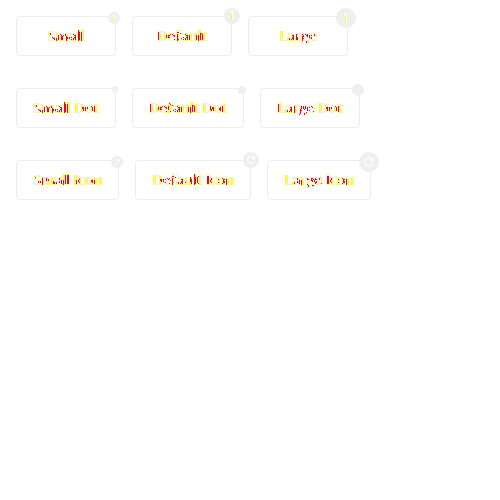 Small 1 Default 1 Large 1
Small Dot Default Dot Large Dot
Small Icon Default Icon Large Icon